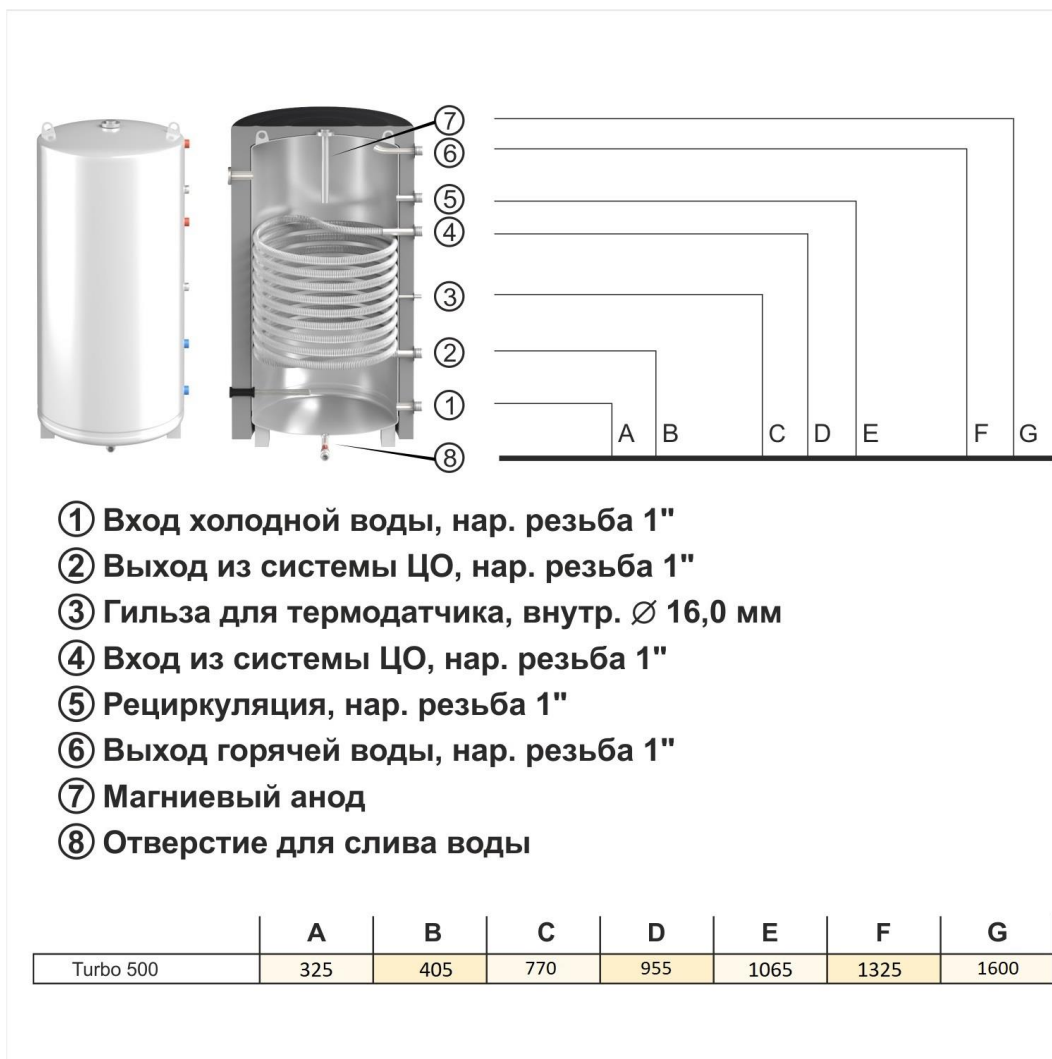 ⑦
⑥
⑤
④
③
②
①
⑧
A B C D E F G
① Вход холодной воды, нар. резьба 1"
② Выход из системы ЦО, нар. резьба 1"
③ Гильза для термодатчика, внутр. ∅ 16,0 мм
④ Вход из системы ЦО, нар. резьба 1"
⑤ Рециркуляция, нар. резьба 1"
⑥ Выход горячей воды, нар. резьба 1"
⑦ Магниевый анод
⑧ Отверстие для слива воды
A B C D E F G
Turbo 500 325 405 770 955 1065 1325 1600